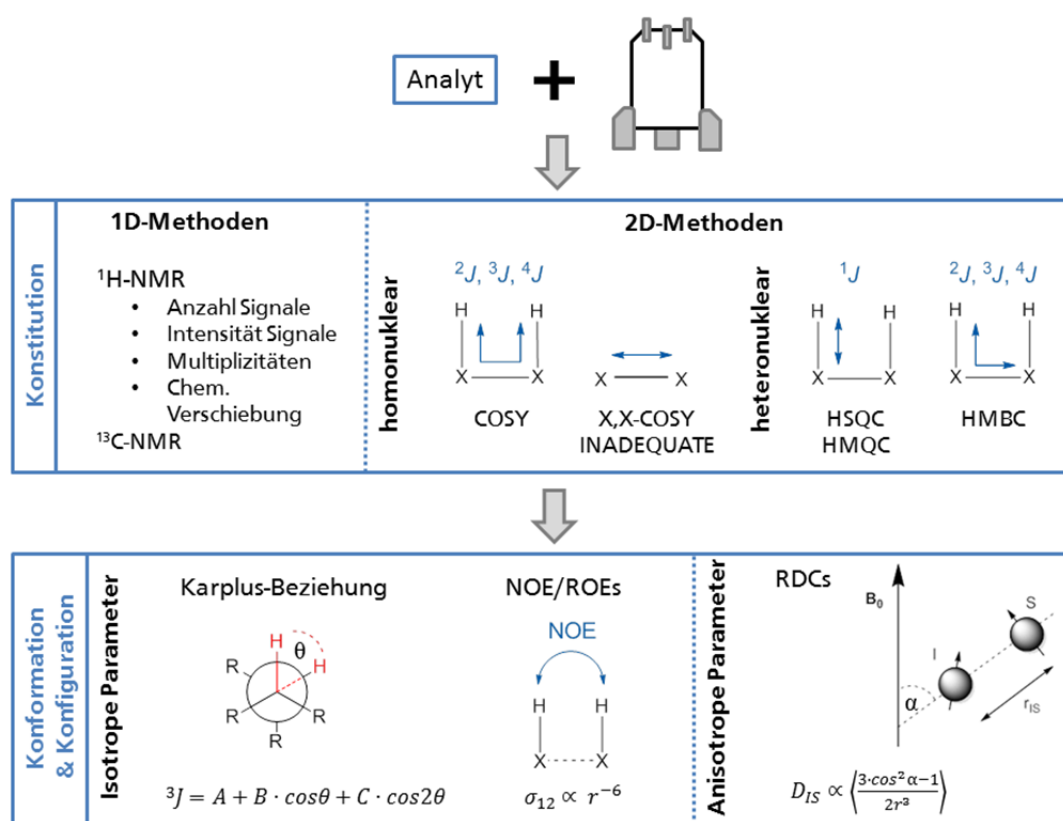 Analyt
+
Konstitution
1D-Methoden
¹H-NMR
• Anzahl Signale
• Intensität Signale
• Multiplizitäten
• Chem.
Verschiebung
¹³C-NMR
2D-Methoden
homonuklear
²J, ³J, ⁴J
H H
X X
COSY
X X
X,X-COSY
INADEQUATE
heteronuklear
¹J
H H
X X
HSQC
HMQC
²J, ³J, ⁴J
H H
X X
HMBC
Konformation
& Konfiguration
Isotrope Parameter
Karplus-Beziehung
H
θ
R H
R R
R
³J = A + B · cosθ + C · cos2θ
NOE/ROEs
NOE
H H
X X
σ₁₂ ∝ r⁻⁶
Anisotrope Parameter
RDCs
B₀
S
I
α
r_IS
D_IS ∝ ⟨(3·cos²α−1)/(2r³)⟩